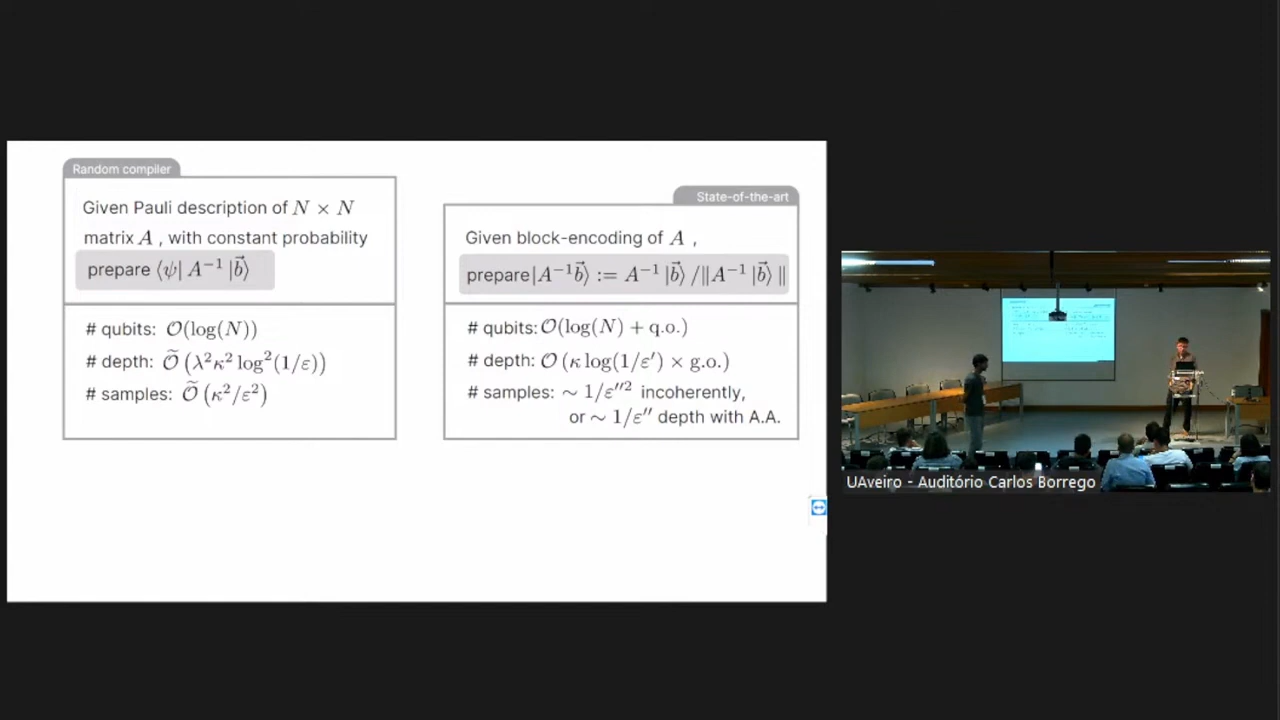 Random compiler
Given Pauli description of N × N
matrix A , with constant probability
prepare ⟨ψ| A⁻¹ |b⃗⟩
# qubits: 𝒪(log(N))
# depth: 𝒪̃ (λ²κ² log²(1/ε))
# samples: 𝒪̃ (κ²/ε²)
State-of-the-art
Given block-encoding of A ,
prepare |A⁻¹b⃗⟩ := A⁻¹ |b⃗⟩ /‖A⁻¹ |b⃗⟩ ‖
# qubits: 𝒪(log(N) + q.o.)
# depth: 𝒪 (κ log(1/ε′) × g.o.)
# samples: ∼ 1/ε″² incoherently,
or ∼ 1/ε″ depth with A.A.
UAveiro - Auditório Carlos Borrego